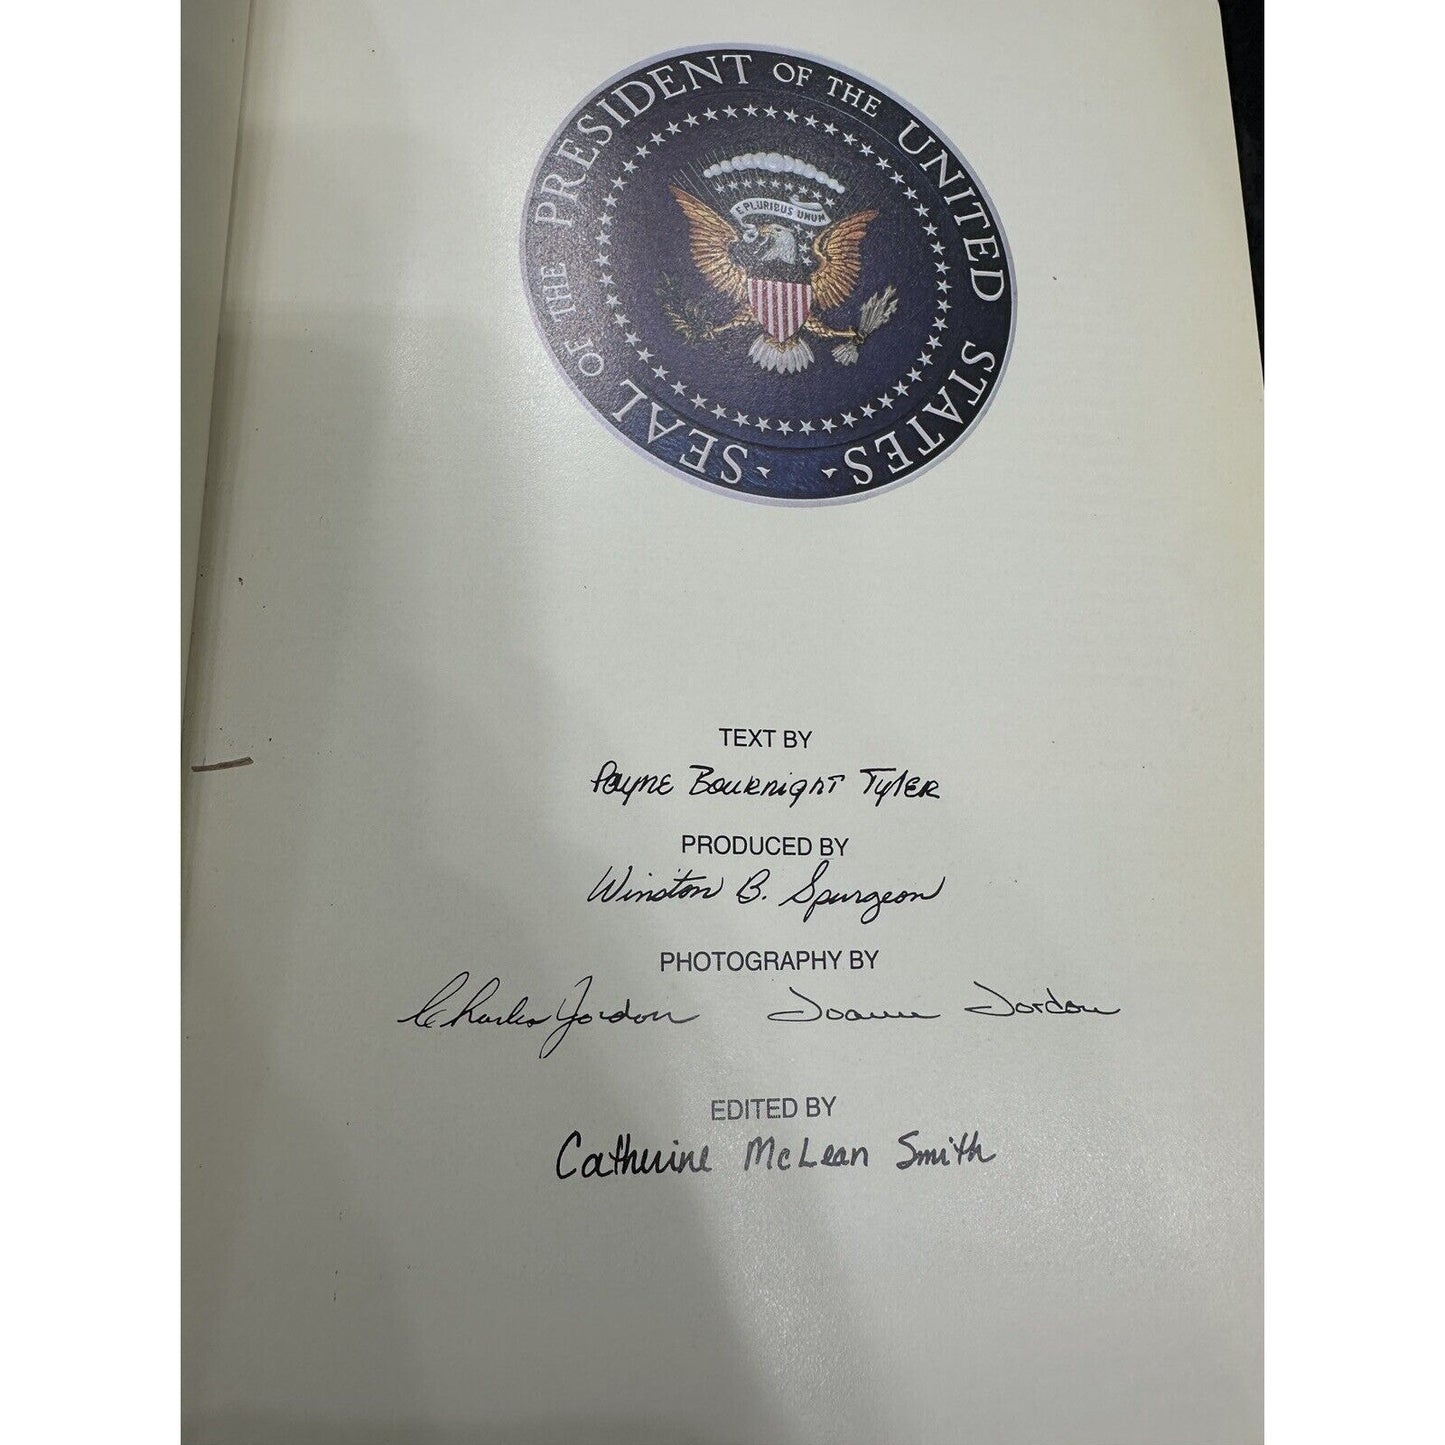 SEAL OF THE PRESIDENT OF THE UNITED STATES
E PLURIBUS UNUM
TEXT BY
Payne Bouknight Tyler
PRODUCED BY
Winston B. Spurgeon
PHOTOGRAPHY BY
Charles Jordon Joanne Jordon
EDITED BY
Catherine McLean Smith